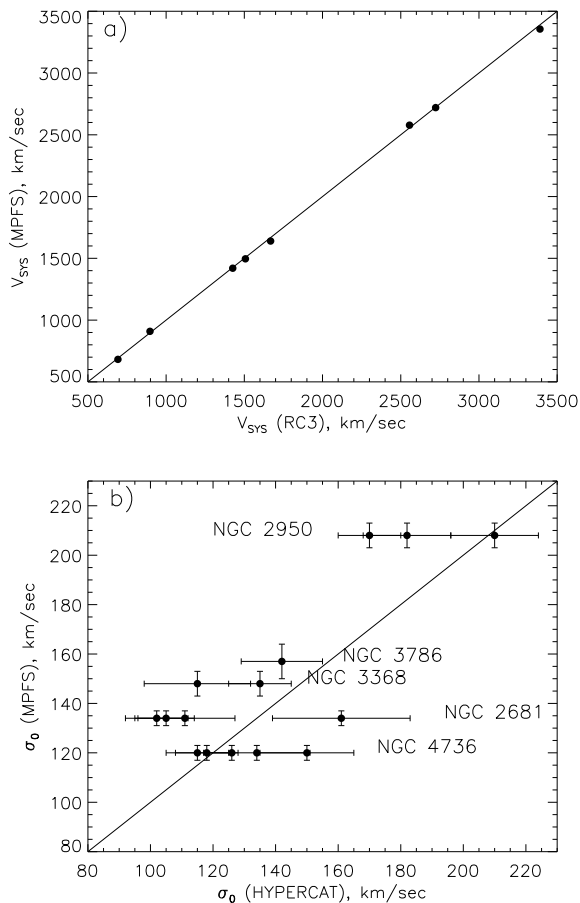 a)
3500
3000
2500
2000
1500
1000
500
V_SYS (MPFS), km/sec
500 1000 1500 2000 2500 3000 3500
V_SYS (RC3), km/sec
b)
220
200
180
160
140
120
100
80
σ_0 (MPFS), km/sec
NGC 2950
NGC 3786
NGC 3368
NGC 2681
NGC 4736
80 100 120 140 160 180 200 220
σ_0 (HYPERCAT), km/sec